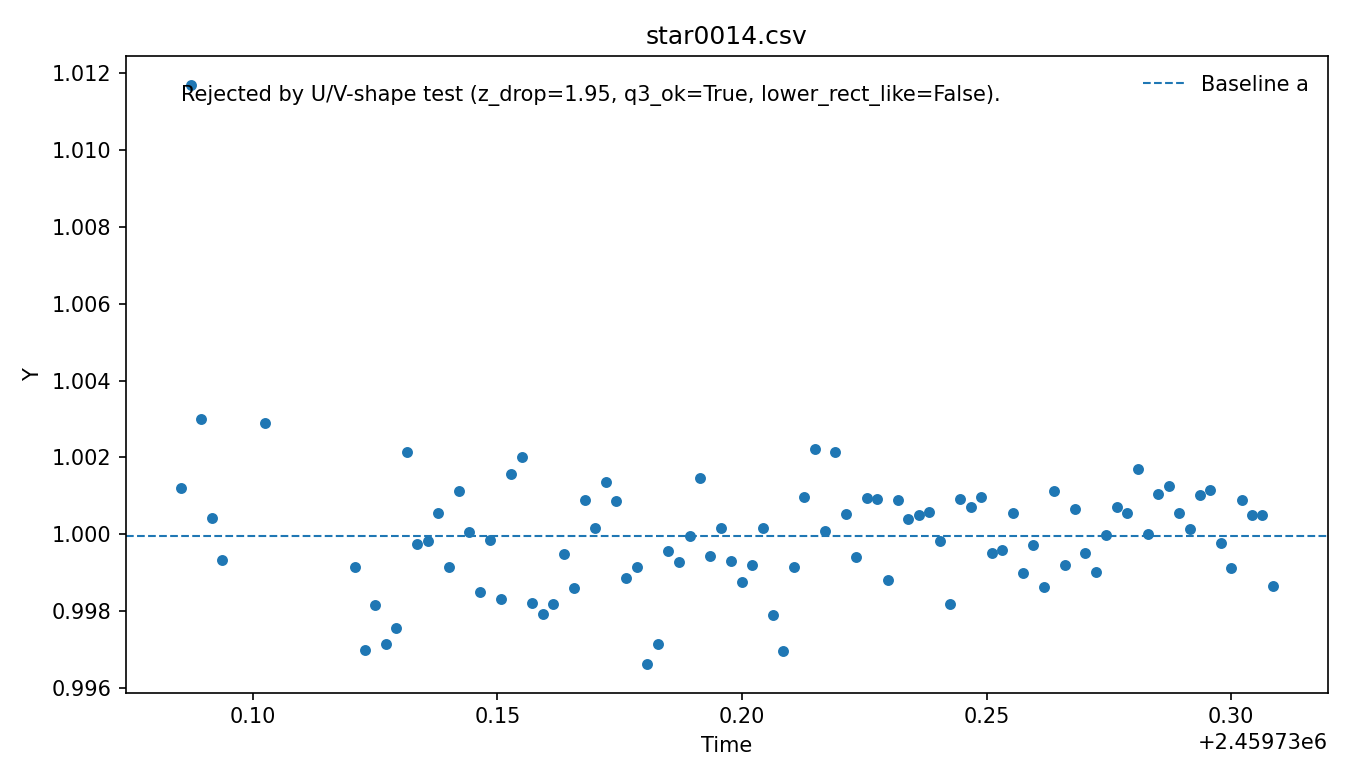 star0014.csv
Rejected by U/V-shape test (z_drop=1.95, q3_ok=True, lower_rect_like=False).
Baseline a
1.012
1.010
1.008
1.006
1.004
1.002
1.000
0.998
0.996
Y
0.10 0.15 0.20 0.25 0.30
Time
+2.45973e6